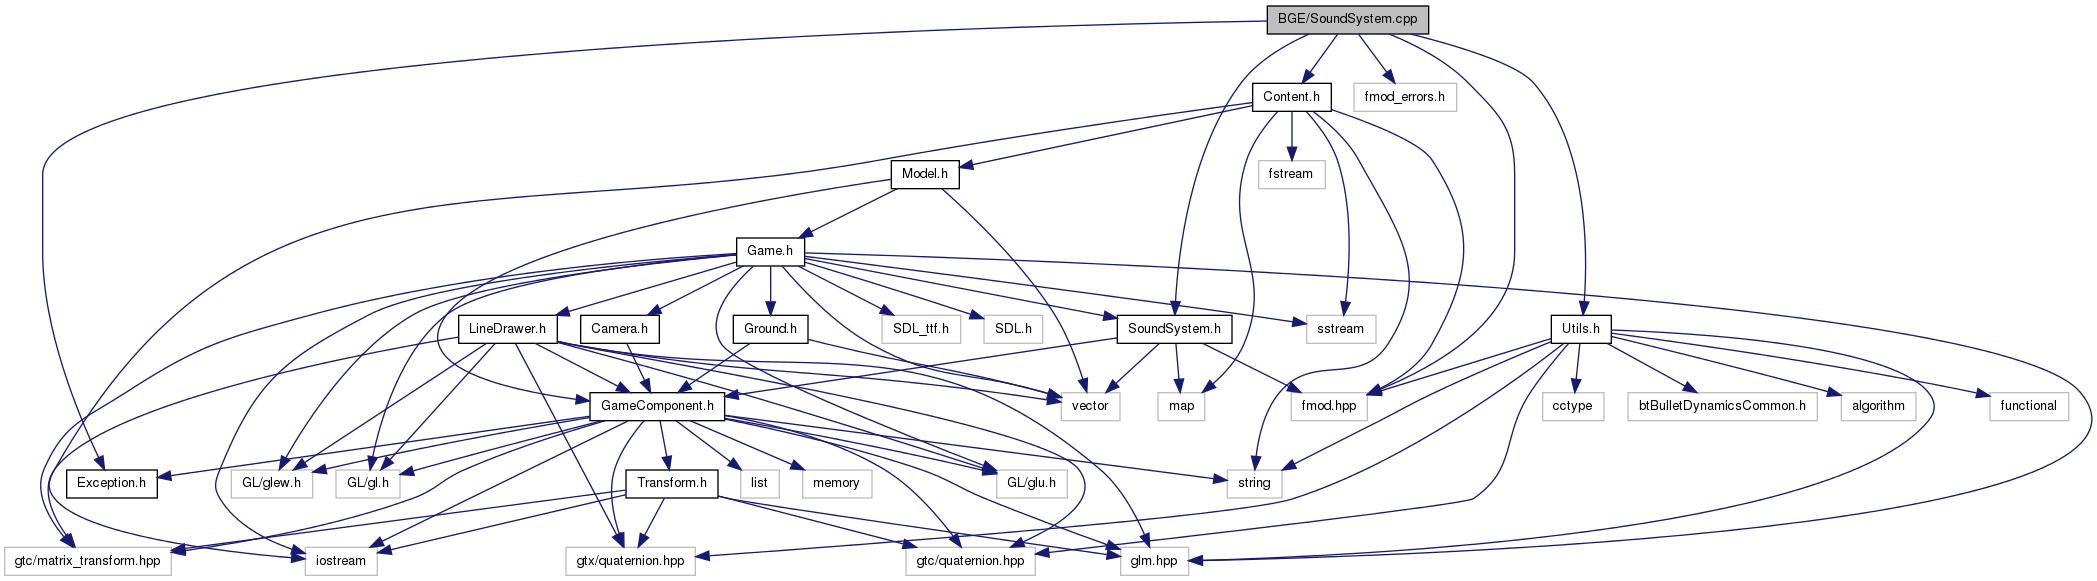 BGE/SoundSystem.cpp
Content.h
fmod_errors.h
Model.h
fstream
Game.h
LineDrawer.h
Camera.h
Ground.h
SDL_ttf.h
SDL.h
SoundSystem.h
sstream
Utils.h
GameComponent.h
vector
map
fmod.hpp
cctype
btBulletDynamicsCommon.h
algorithm
functional
Exception.h
GL/glew.h
GL/gl.h
Transform.h
list
memory
GL/glu.h
string
gtc/matrix_transform.hpp
iostream
gtx/quaternion.hpp
gtc/quaternion.hpp
glm.hpp